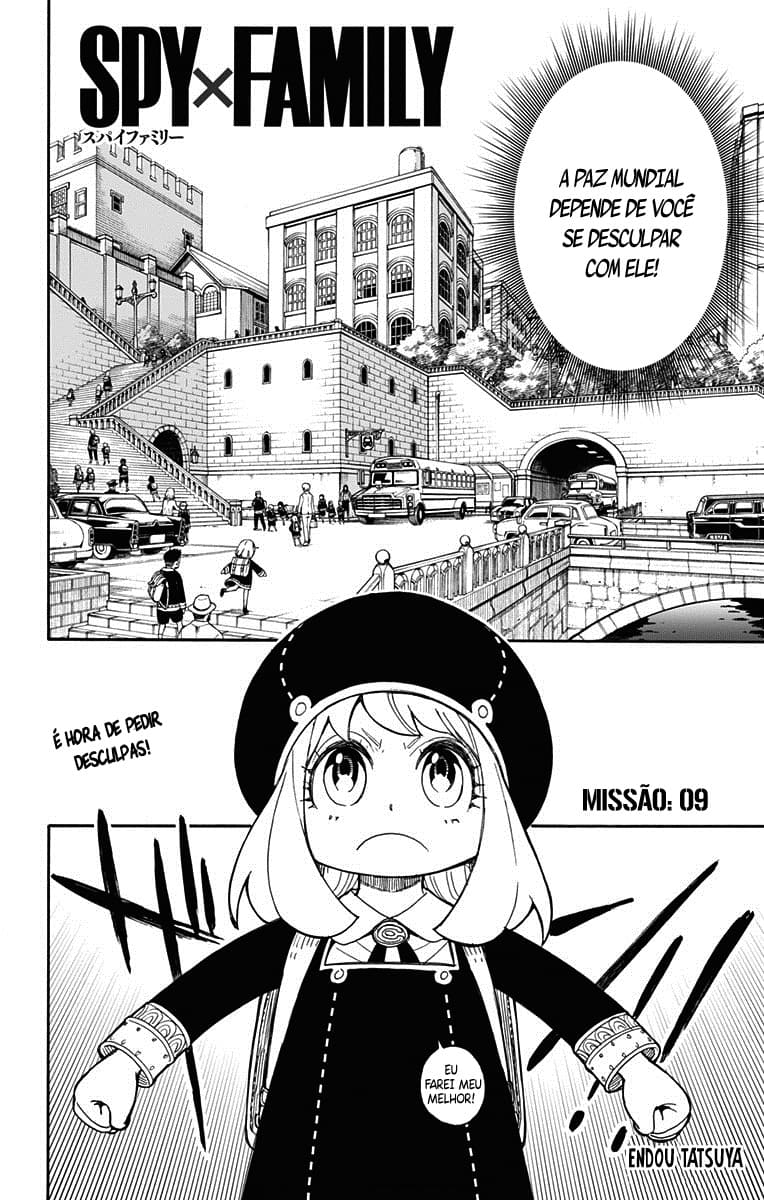 SPY×FAMILY
スパイファミリー
A PAZ MUNDIAL
DEPENDE DE VOCÊ
SE DESCULPAR
COM ELE!
É HORA DE PEDIR
DESCULPAS!
MISSÃO: 09
EU
FAREI MEU
MELHOR!
ENDOU TATSUYA